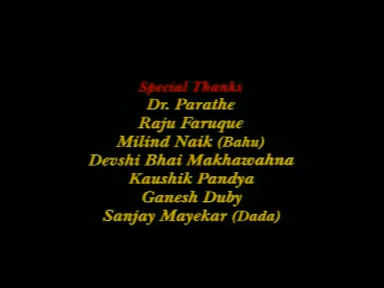 Special Thanks
Dr. Parathe
Raju Faruque
Milind Naik (Bahu)
Devshi Bhai Makhawahna
Kaushik Pandya
Ganesh Duby
Sanjay Mayekar (Dada)